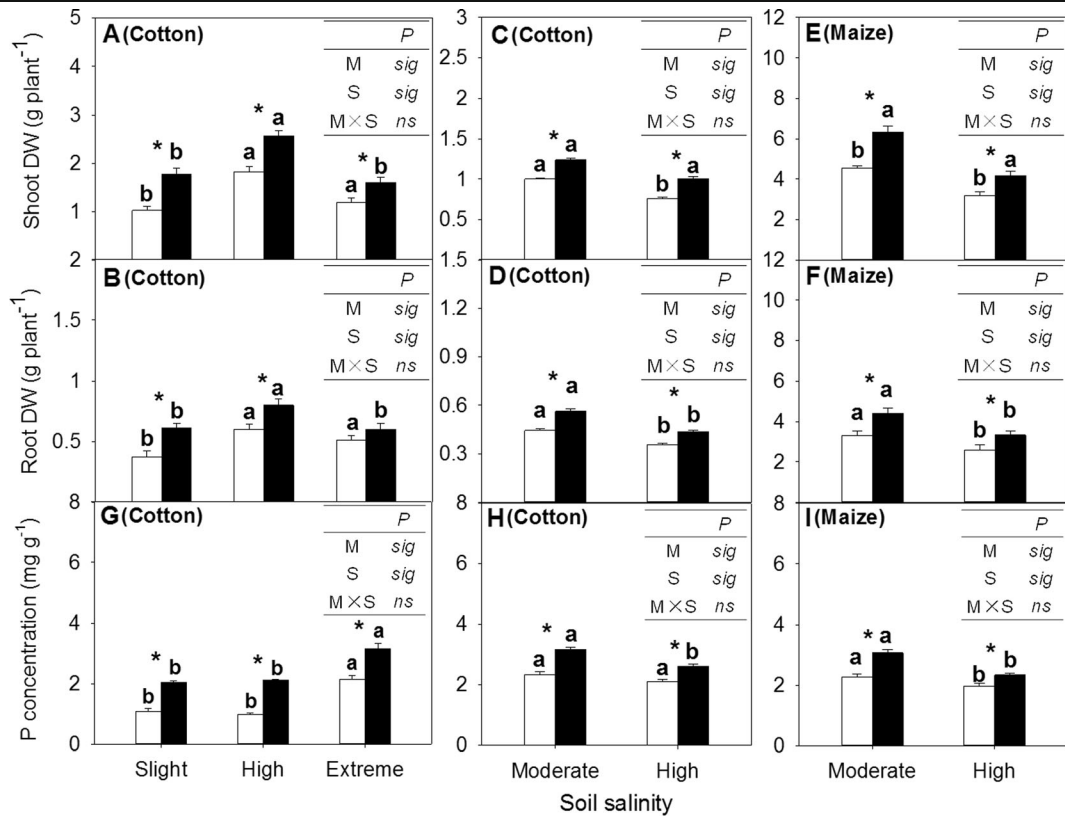 Shoot DW (g plant⁻¹)
5
A (Cotton)
P
M sig
4
S sig
M×S ns
3
* a
* b
2
a
* b
b
a
1
2
3
C (Cotton)
P
2.5
M sig
S sig
2
M×S ns
1.5
* a
a
* a
1
b
0.5
1.5
12
E (Maize)
P
10
M sig
S sig
8
M×S ns
* a
6
b
* a
4
b
2
12
Root DW (g plant⁻¹)
B (Cotton)
P
1.5
M sig
S sig
M×S ns
1
* a
* b
a
b
b
a
0.5
8
D (Cotton)
P
1.2
M sig
S sig
0.9
M×S ns
* a
0.6
a
* b
b
0.3
8
F (Maize)
P
10
M sig
8
S sig
M×S ns
6
* a
a
* b
4
b
2
8
P concentration (mg g⁻¹)
G (Cotton)
P
6
M sig
S sig
M×S ns
4
* a
* b
* b
a
2
b
b
0
Slight High Extreme
H (Cotton)
P
6
M sig
S sig
M×S ns
4
* a
a
* b
a
2
0
Moderate High
I (Maize)
P
6
M sig
S sig
M×S ns
4
* a
a
* b
b
2
0
Moderate High
Soil salinity